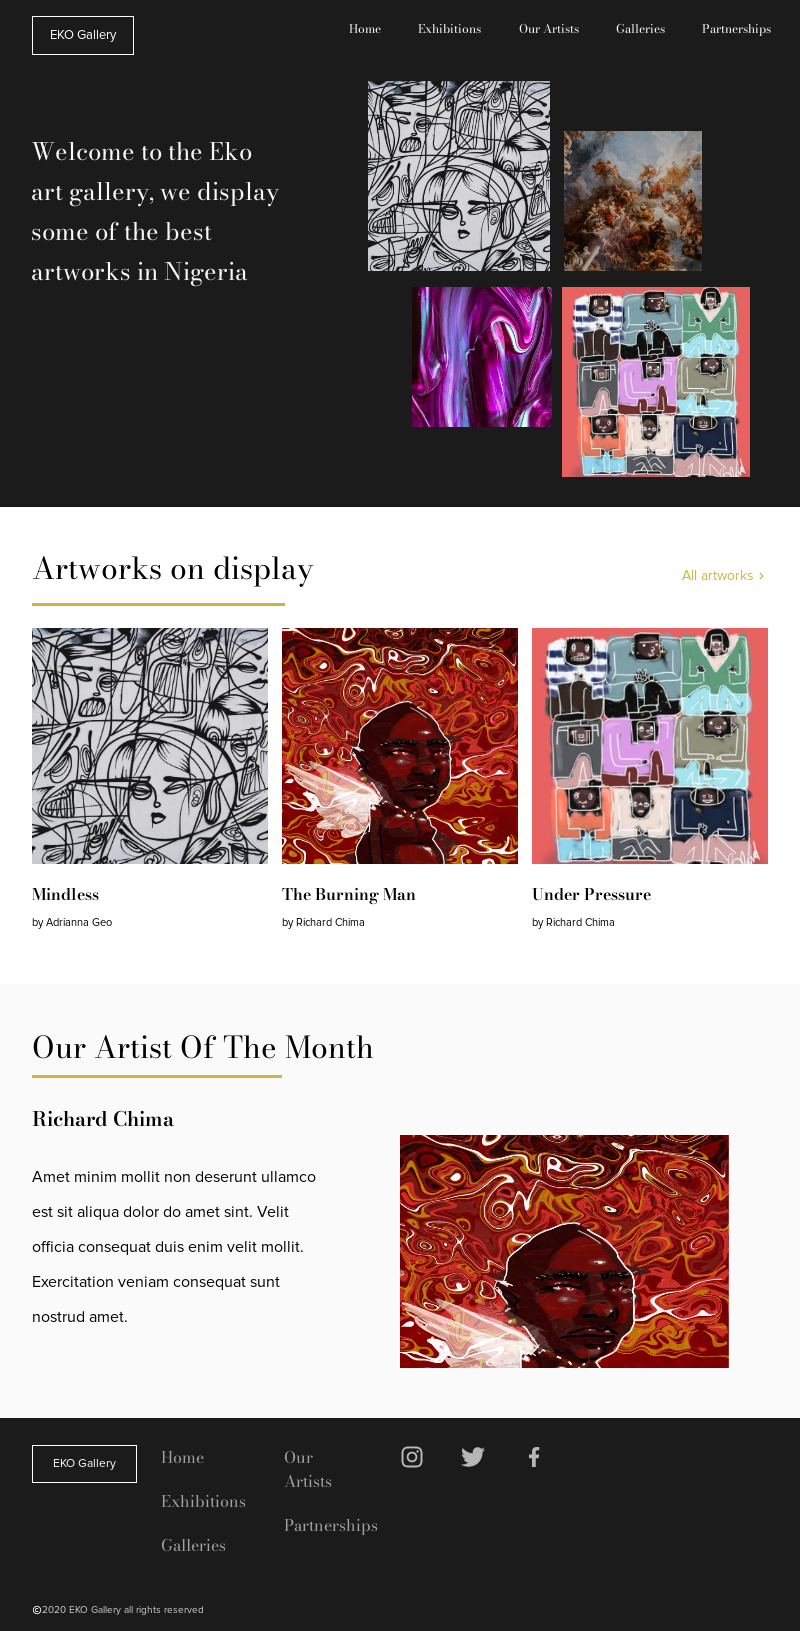 EKO Gallery
Home Exhibitions Our Artists Galleries Partnerships
Welcome to the Eko
art gallery, we display
some of the best
artworks in Nigeria
Artworks on display
All artworks ›
Mindless
by Adrianna Geo
The Burning Man
by Richard Chima
Under Pressure
by Richard Chima
Our Artist Of The Month
Richard Chima
Amet minim mollit non deserunt ullamco
est sit aliqua dolor do amet sint. Velit
officia consequat duis enim velit mollit.
Exercitation veniam consequat sunt
nostrud amet.
EKO Gallery
Home
Exhibitions
Galleries
Our
Artists
Partnerships
©2020 EKO Gallery all rights reserved